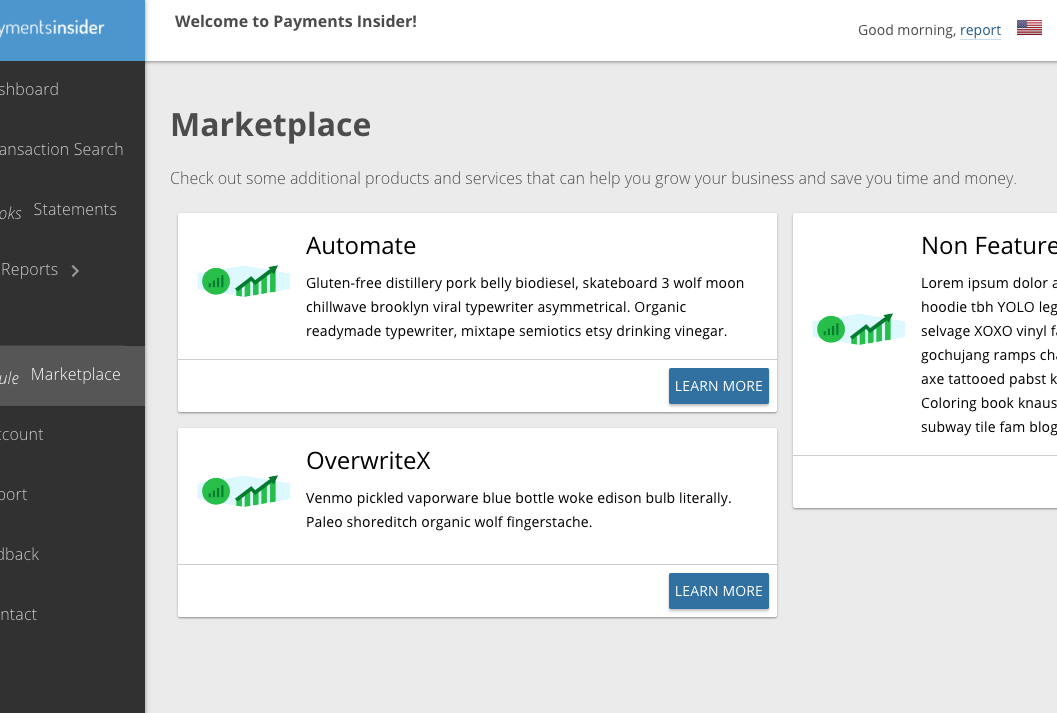 ymentsinsider
Welcome to Payments Insider!
Good morning, report
shboard
ansaction Search
oks Statements
Reports
ule Marketplace
ccount
port
dback
ntact
Marketplace
Check out some additional products and services that can help you grow your business and save you time and money.
Automate
Gluten-free distillery pork belly biodiesel, skateboard 3 wolf moon
chillwave brooklyn viral typewriter asymmetrical. Organic
readymade typewriter, mixtape semiotics etsy drinking vinegar.
LEARN MORE
OverwriteX
Venmo pickled vaporware blue bottle woke edison bulb literally.
Paleo shoreditch organic wolf fingerstache.
LEARN MORE
Non Feature
Lorem ipsum dolor a
hoodie tbh YOLO leg
selvage XOXO vinyl fa
gochujang ramps cha
axe tattooed pabst k
Coloring book knaus
subway tile fam blog